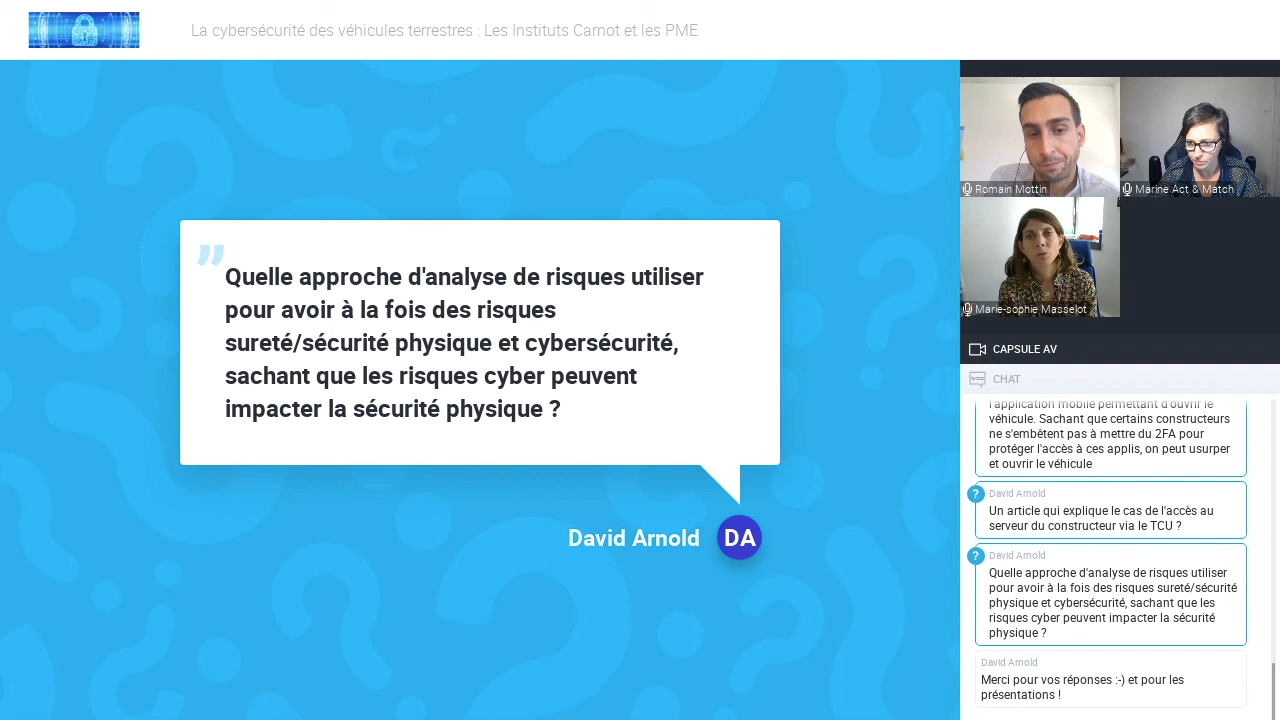 La cybersécurité des véhicules terrestres : Les Instituts Carnot et les PME
”
Quelle approche d'analyse de risques utiliser
pour avoir à la fois des risques
sureté/sécurité physique et cybersécurité,
sachant que les risques cyber peuvent
impacter la sécurité physique ?
David Arnold
DA
Romain Mottin
Marine Act & Match
Marie-sophie Masselot
CAPSULE AV
CHAT
l'application mobile permettant d'ouvrir le
véhicule. Sachant que certains constructeurs
ne s'embêtent pas à mettre du 2FA pour
protéger l'accès à ces applis, on peut usurper
et ouvrir le véhicule
?
David Arnold
Un article qui explique le cas de l'accès au
serveur du constructeur via le TCU ?
?
David Arnold
Quelle approche d'analyse de risques utiliser
pour avoir à la fois des risques sureté/sécurité
physique et cybersécurité, sachant que les
risques cyber peuvent impacter la sécurité
physique ?
David Arnold
Merci pour vos réponses :-) et pour les
présentations !